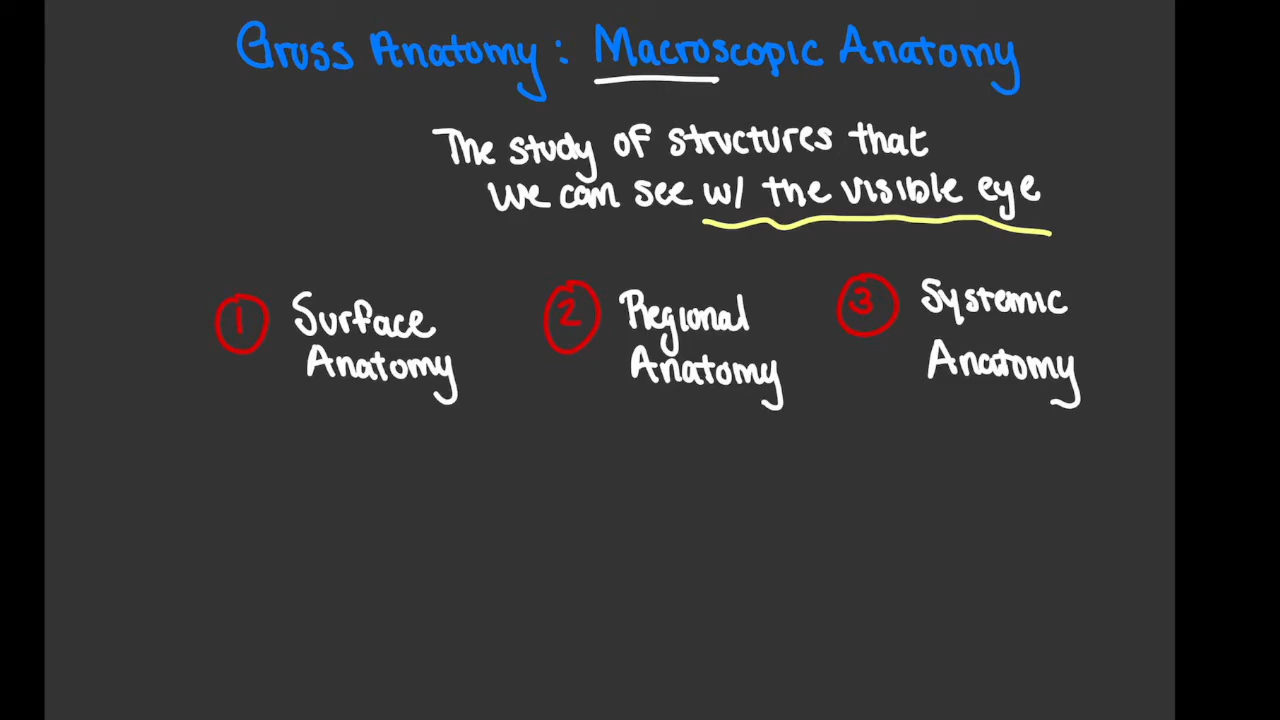 Gross Anatomy: Macroscopic Anatomy
The study of structures that
we can see w/ the visible eye
1 Surface Anatomy
2 Regional Anatomy
3 Systemic Anatomy